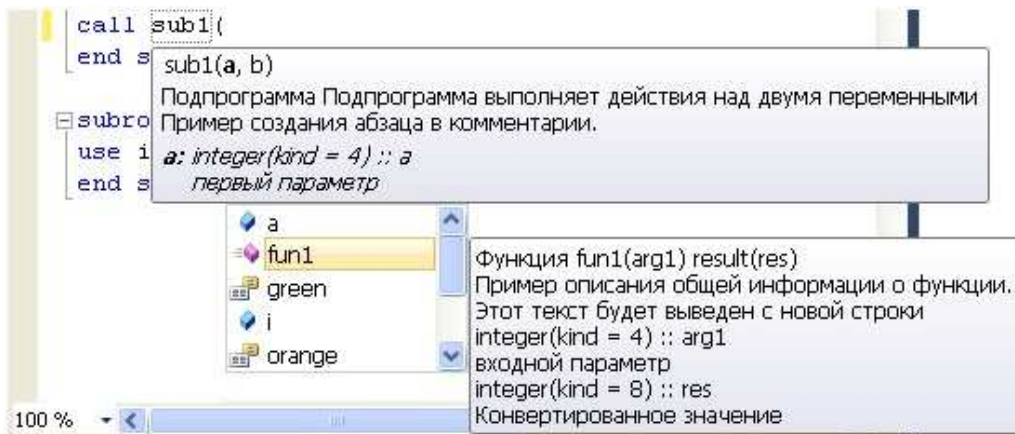 call sub1(
end s
sub1(a, b)
Подпрограмма Подпрограмма выполняет действия над двумя переменными
Пример создания абзаца в комментарии.
a: integer(kind = 4) :: a
первый параметр
subro
use i
end s
a
fun1
green
i
orange
Функция fun1(arg1) result(res)
Пример описания общей информации о функции.
Этот текст будет выведен с новой строки
integer(kind = 4) :: arg1
входной параметр
integer(kind = 8) :: res
Конвертированное значение
100 %